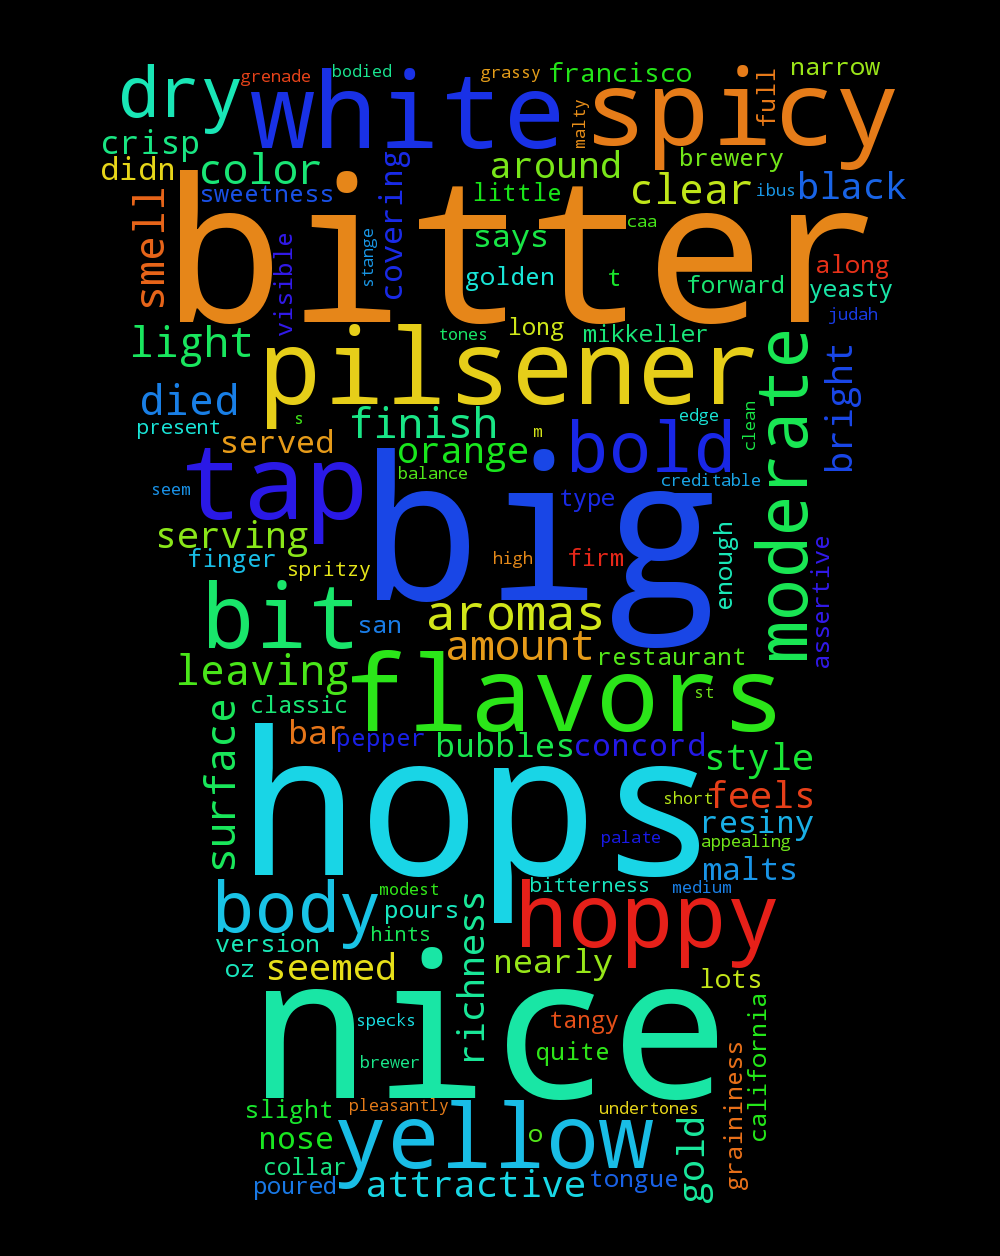 grenade bodied grassy francisco narrow
dry white spicy full
malty
crisp around brewery
didn color covering clear
sweetness little ibus black
smell bitter caa
visible stange says
golden t forward along
yeasty
judah
light tones long mikkeller
pilsener moderate bright
died
present s finish m edge clean
served orange bold
tap balance creditable
seem big type
serving enough assertive
finger high firm
spritzy
bit san aromas
amount
leaving flavors restaurant
st
classic
surface bar pepper bubbles concord style
hops short feels
resiny
palate appealing
malts
body modest bitterness medium
pours hoppy
hints
version richness
oz seemed nearly lots
nice specks tangy california
quite
brewer graininess
slight pleasantly undertones
nose yellow o gold
collar
poured attractive tongue